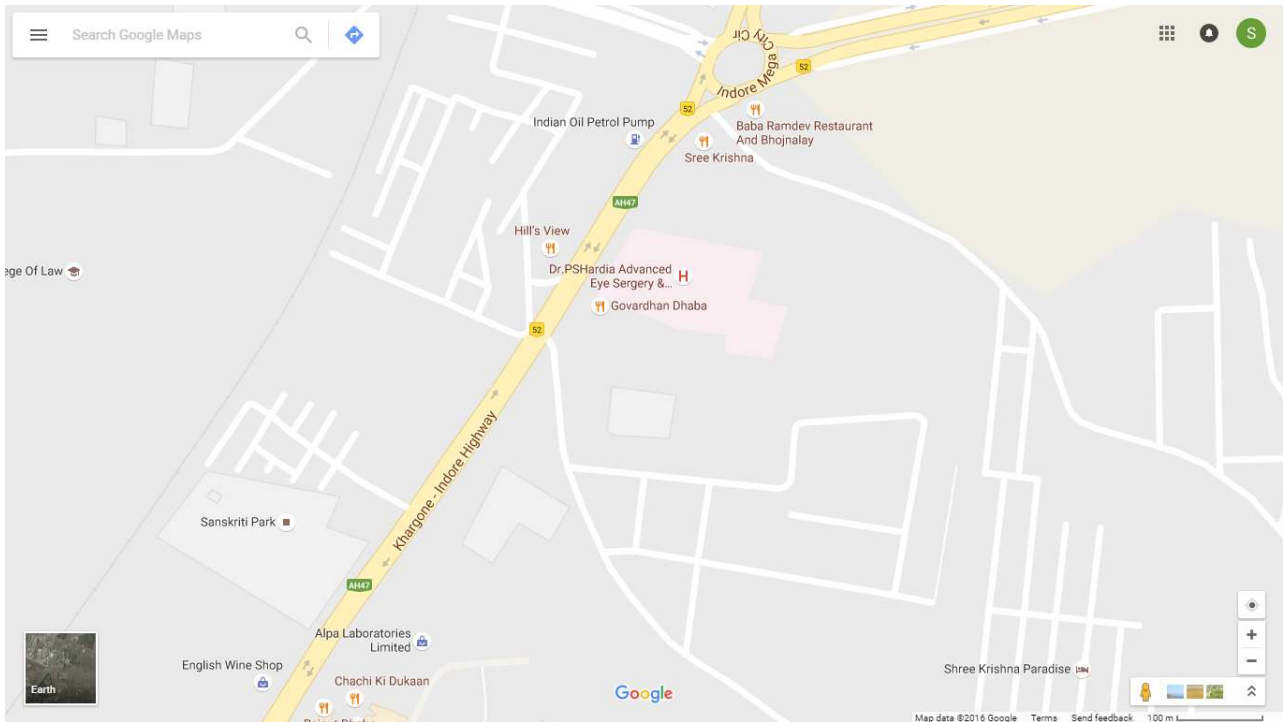 Search Google Maps
S
Indore Mega City Cir
52
52
Indian Oil Petrol Pump
Baba Ramdev Restaurant
And Bhojnalay
Sree Krishna
AH47
Hill's View
ege Of Law
Dr.PSHardia Advanced
Eye Sergery &...
H
Govardhan Dhaba
52
Khargone - Indore Highway
Sanskriti Park
AH47
Alpa Laboratories
Limited
English Wine Shop
Chachi Ki Dukaan
Shree Krishna Paradise
Earth
Google
Map data ©2016 Google
Terms
Send feedback
100 m